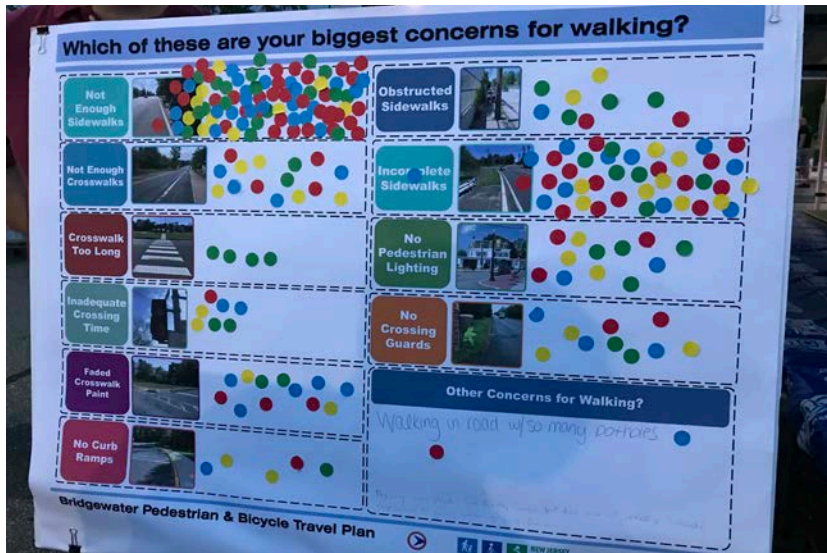 Which of these are your biggest concerns for walking?
Not
Enough
Sidewalks
Not Enough
Crosswalks
Crosswalk
Too Long
Inadequate
Crossing
Time
Faded
Crosswalk
Paint
No Curb
Ramps
Obstructed
Sidewalks
Incomplete
Sidewalks
No
Pedestrian
Lighting
No
Crossing
Guards
Other Concerns for Walking?
Walking in road w/so many
Bridgewater Pedestrian & Bicycle Travel Plan
NEW JERSEY